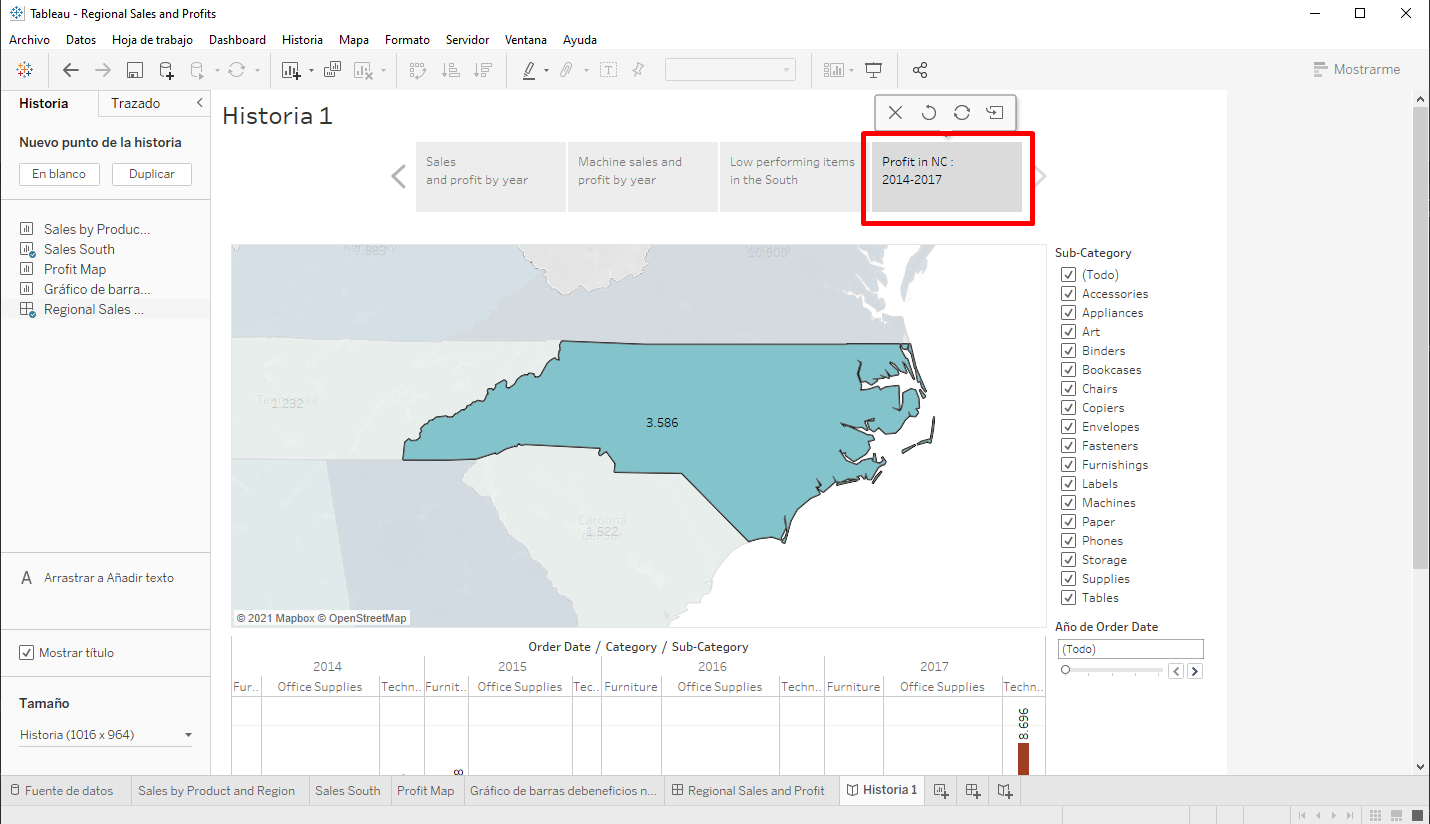 Tableau - Regional Sales and Profits
Archivo Datos Hoja de trabajo Dashboard Historia Mapa Formato Servidor Ventana Ayuda
Mostrarme
Historia Trazado
Nuevo punto de la historia
En blanco Duplicar
Sales by Produc...
Sales South
Profit Map
Gráfico de barra...
Regional Sales ...
A Arrastrar a Añadir texto
Mostrar título
Tamaño
Historia (1016 x 964)
Historia 1
Sales
and profit by year
Machine sales and
profit by year
Low performing items
in the South
Profit in NC :
2014-2017
7.583
10.800
Tennessee
1.232
3.586
Carolina
1.522
© 2021 Mapbox © OpenStreetMap
Sub-Category
(Todo)
Accessories
Appliances
Art
Binders
Bookcases
Chairs
Copiers
Envelopes
Fasteners
Furnishings
Labels
Machines
Paper
Phones
Storage
Supplies
Tables
Año de Order Date
(Todo)
Order Date / Category / Sub-Category
2014 2015 2016 2017
Fur.. Office Supplies Techn.. Furnit.. Office Supplies Tec.. Furniture Office Supplies Techn.. Furniture Office Supplies Techn..
8.696
Fuente de datos Sales by Product and Region Sales South Profit Map Gráfico de barras debeneficios n... Regional Sales and Profit Historia 1